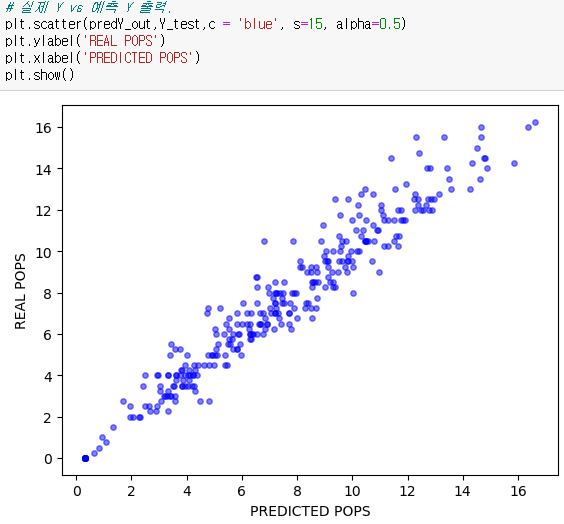 # 실제 Y vs 예측 Y 출력.
plt.scatter(predY_out,Y_test,c = 'blue', s=15, alpha=0.5)
plt.ylabel('REAL POPS')
plt.xlabel('PREDICTED POPS')
plt.show()
16
14
12
10
8
6
4
2
0
REAL POPS
0 2 4 6 8 10 12 14 16
PREDICTED POPS